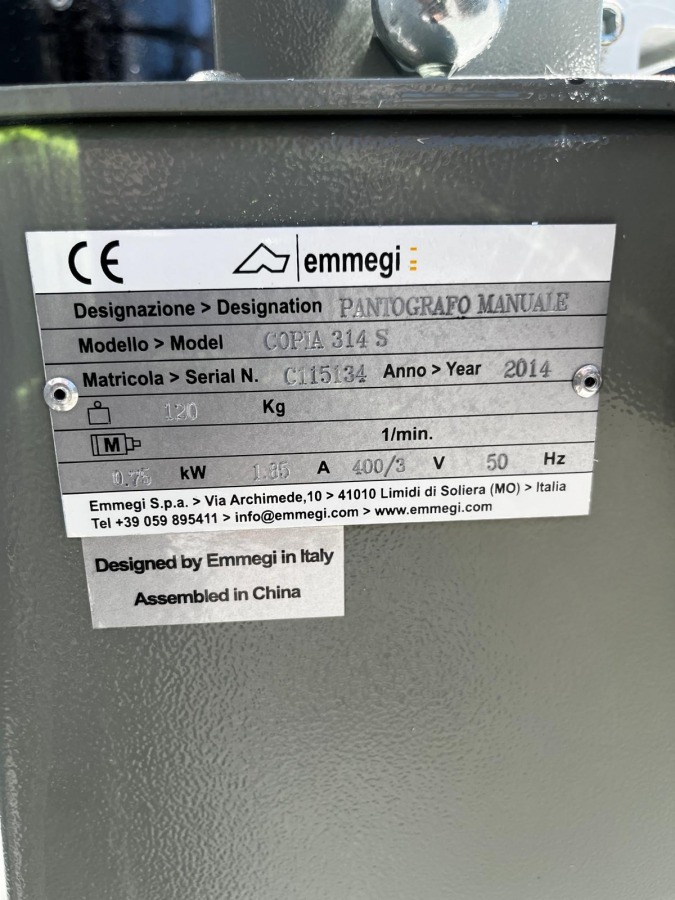 CE emmegi
Designazione > Designation PANTOGRAFO MANUALE
Modello > Model COPIA 314 S
Matricola > Serial N. C115134 Anno > Year 2014
120 Kg
M 1/min.
0.75 kW 1.85 A 400/3 V 50 Hz
Emmegi S.p.a. > Via Archimede,10 > 41010 Limidi di Soliera (MO) > Italia
Tel +39 059 895411 > info@emmegi.com > www.emmegi.com
Designed by Emmegi in Italy
Assembled in China